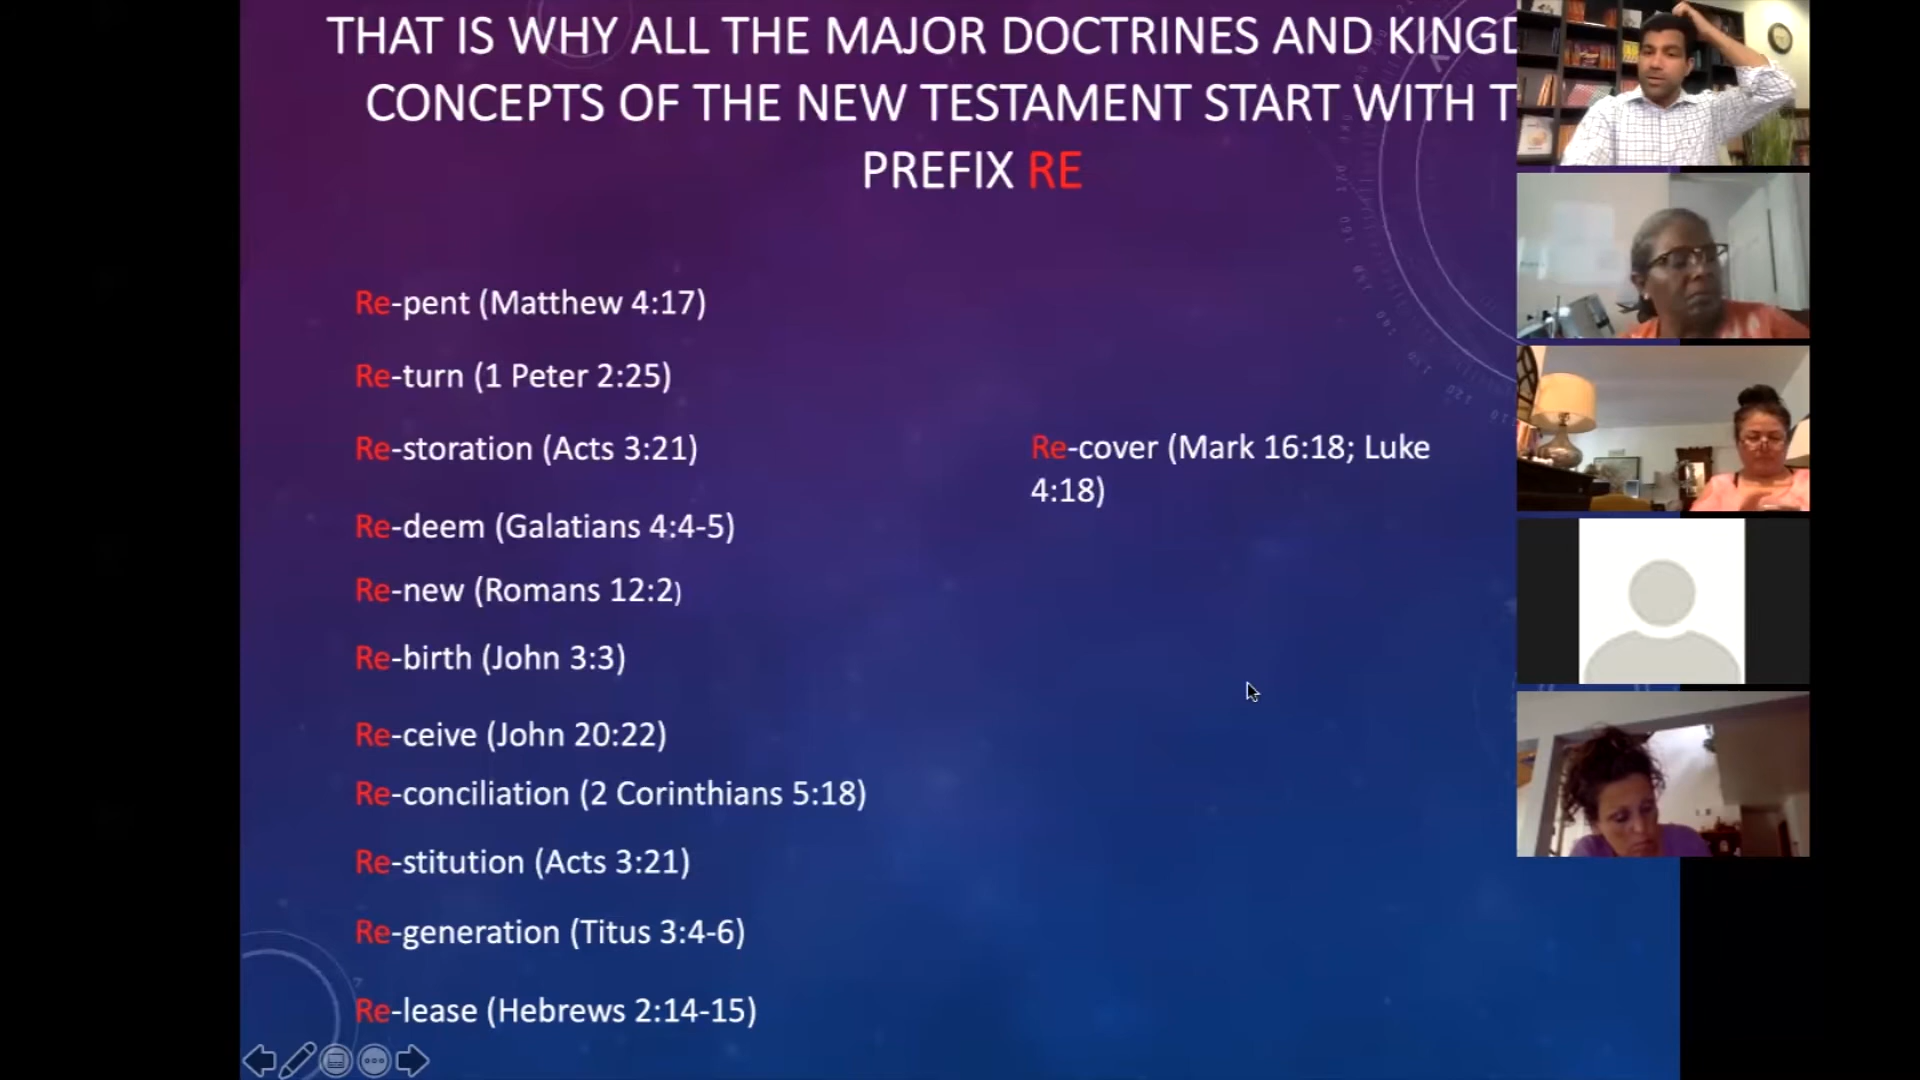 THAT IS WHY ALL THE MAJOR DOCTRINES AND
CONCEPTS OF THE NEW TESTAMENT START WITH
PREFIX RE
Re-pent (Matthew 4:17)
Re-turn (1 Peter 2:25)
Re-storation (Acts 3:21)
Re-deem (Galatians 4:4-5)
Re-new (Romans 12:2)
Re-birth (John 3:3)
Re-ceive (John 20:22)
Re-conciliation (2 Corinthians 5:18)
Re-stitution (Acts 3:21)
Re-generation (Titus 3:4-6)
Re-lease (Hebrews 2:14-15)
Re-cover (Mark 16:18; Luke
4:18)